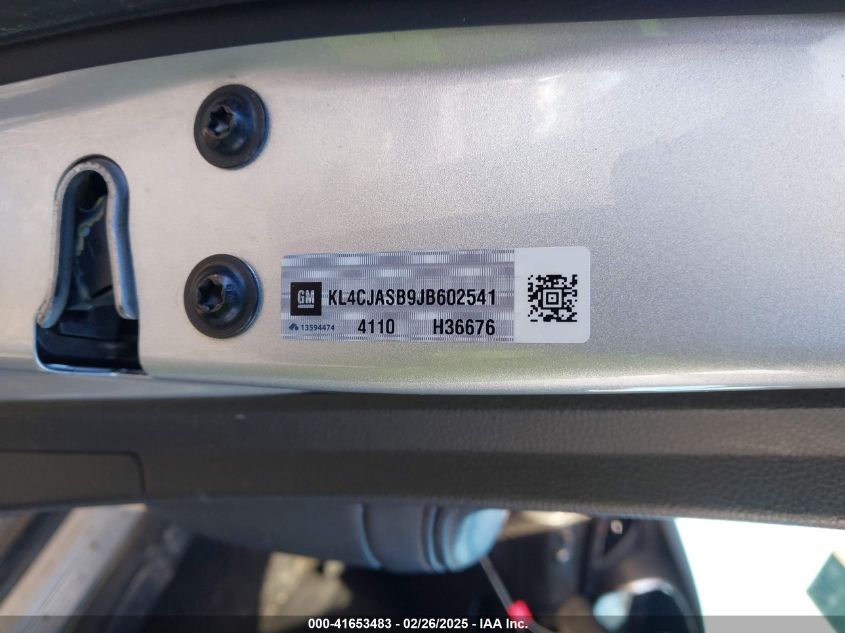 GM KL4CJASB9JB602541
13594474 4110 H36676
000-41653483 - 02/26/2025 - IAA Inc.